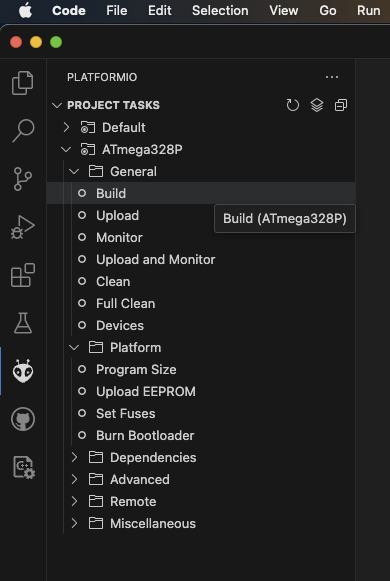 Code File Edit Selection View Go Run
PLATFORMIO
PROJECT TASKS
Default
ATmega328P
General
Build
Build (ATmega328P)
Upload
Monitor
Upload and Monitor
Clean
Full Clean
Devices
Platform
Program Size
Upload EEPROM
Set Fuses
Burn Bootloader
Dependencies
Advanced
Remote
Miscellaneous